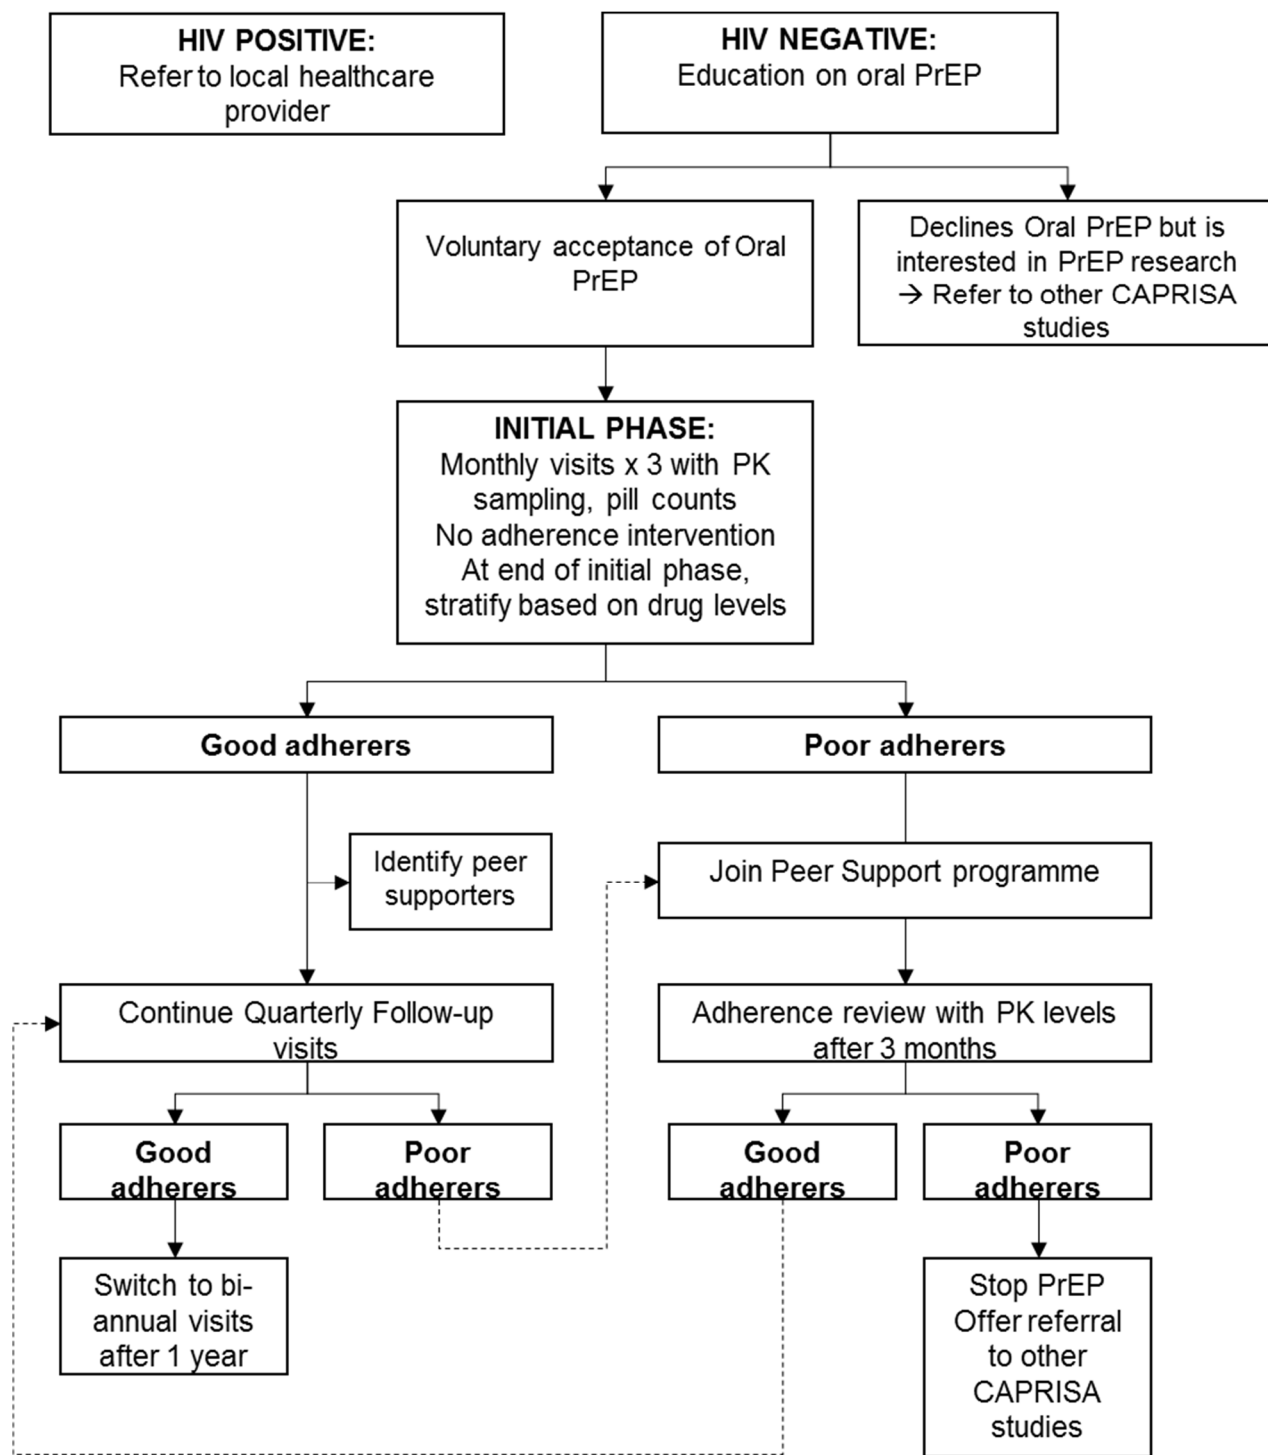 HIV POSITIVE:
Refer to local healthcare
provider
HIV NEGATIVE:
Education on oral PrEP
Voluntary acceptance of Oral
PrEP
Declines Oral PrEP but is
interested in PrEP research
→ Refer to other CAPRISA
studies
INITIAL PHASE:
Monthly visits x 3 with PK
sampling, pill counts
No adherence intervention
At end of initial phase,
stratify based on drug levels
Good adherers
Poor adherers
Identify peer
supporters
Join Peer Support programme
Continue Quarterly Follow-up
visits
Adherence review with PK levels
after 3 months
Good
adherers
Poor
adherers
Good
adherers
Poor
adherers
Switch to bi-
annual visits
after 1 year
Stop PrEP
Offer referral
to other
CAPRISA
studies